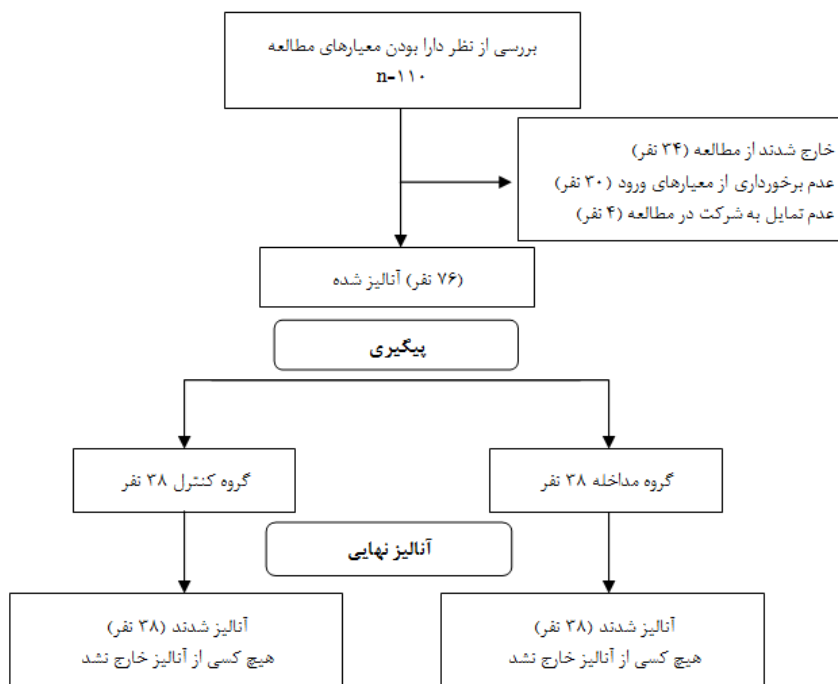 بررسی از نظر دارا بودن معیارهای مطالعه
n-۱۱۰
خارج شدند از مطالعه (۳۴ نفر)
عدم برخورداری از معیارهای ورود (۳۰ نفر)
عدم تمایل به شرکت در مطالعه (۴ نفر)
(۷۶ نفر) آنالیز شده
پیگیری
گروه مداخله ۳۸ نفر
گروه کنترل ۳۸ نفر
آنالیز نهایی
آنالیز شدند (۳۸ نفر)
هیچ کسی از آنالیز خارج نشد
آنالیز شدند (۳۸ نفر)
هیچ کسی از آنالیز خارج نشد